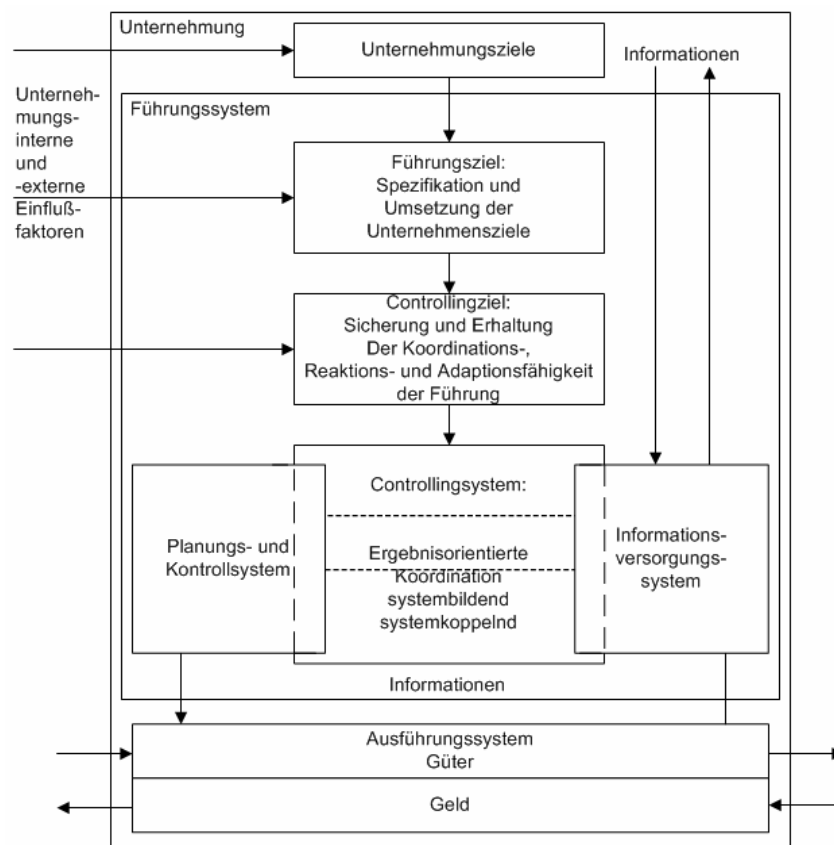 Unternehmung
Unternehmungsziele
Informationen
Unterneh-
mungs-
interne
und
-externe
Einfluß-
faktoren
Führungssystem
Führungsziel:
Spezifikation und
Umsetzung der
Unternehmensziele
Controllingziel:
Sicherung und Erhaltung
Der Koordinations-,
Reaktions- und Adaptionsfähigkeit
der Führung
Planungs- und
Kontrollsystem
Controllingsystem:
Ergebnisorientierte
Koordination
systembildend
systemkoppelnd
Informations-
versorgungs-
system
Informationen
Ausführungssystem
Güter
Geld